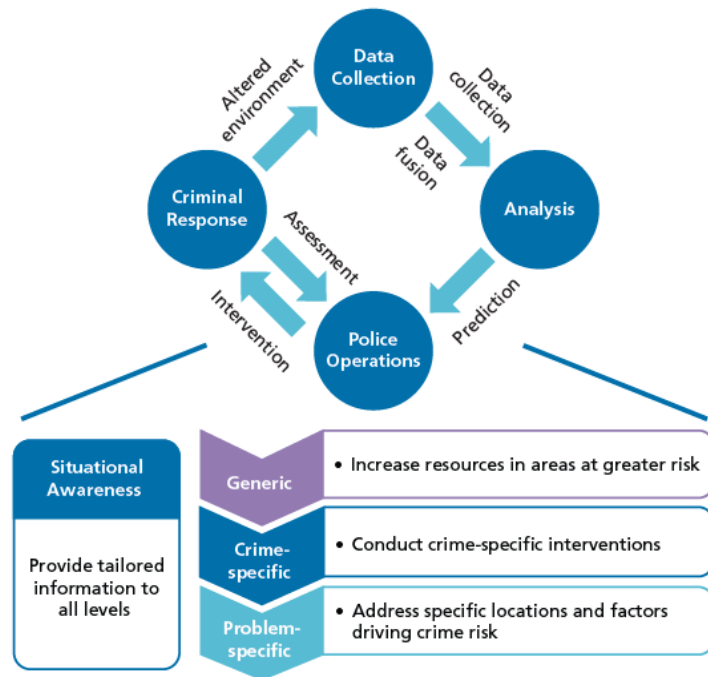 Data
Collection
Altered
environment
Data
collection
Data
fusion
Criminal
Response
Analysis
Assessment
Intervention
Prediction
Police
Operations
Situational
Awareness
Provide tailored
information to
all levels
Generic
• Increase resources in areas at greater risk
Crime-
specific
• Conduct crime-specific interventions
Problem-
specific
• Address specific locations and factors
driving crime risk